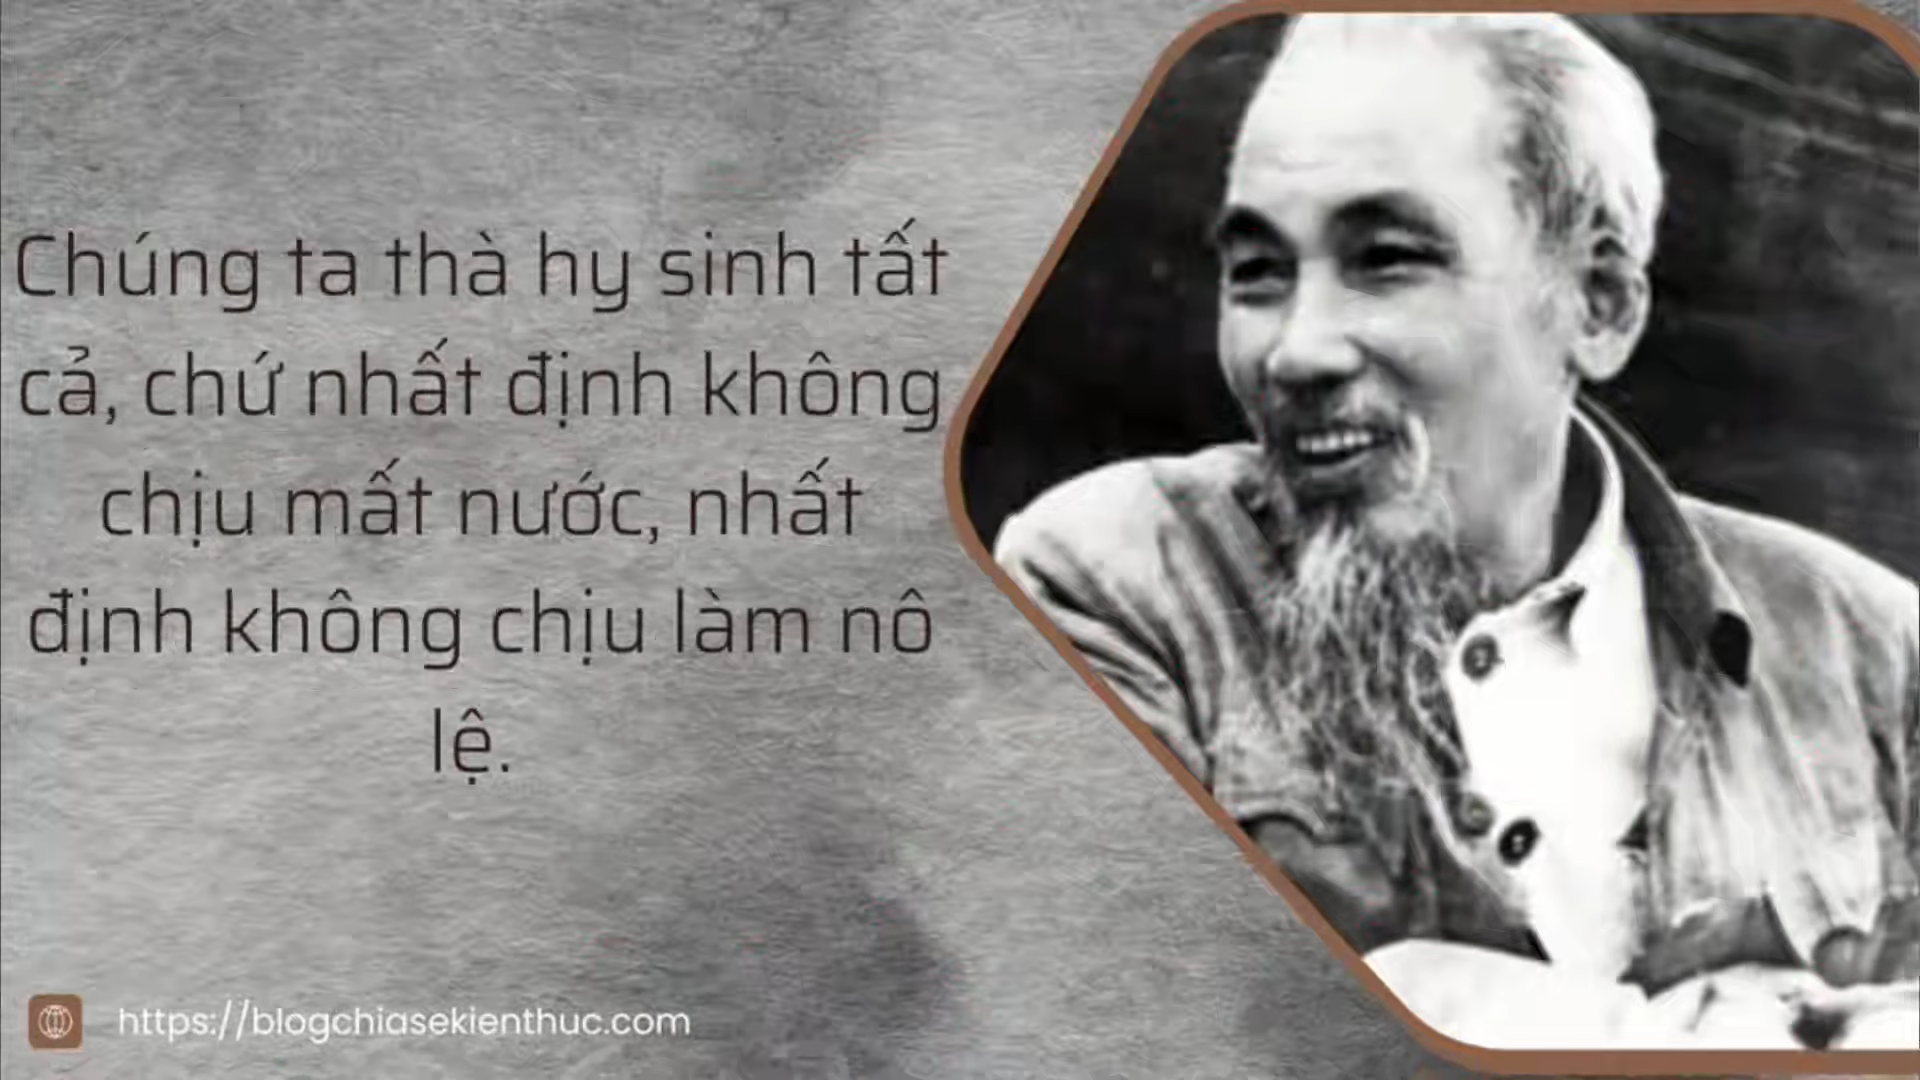 Chúng ta thà hy sinh tất
cả, chứ nhất định không
chịu mất nước, nhất
định không chịu làm nô
lệ.
https://blogchiasekienthuc.com